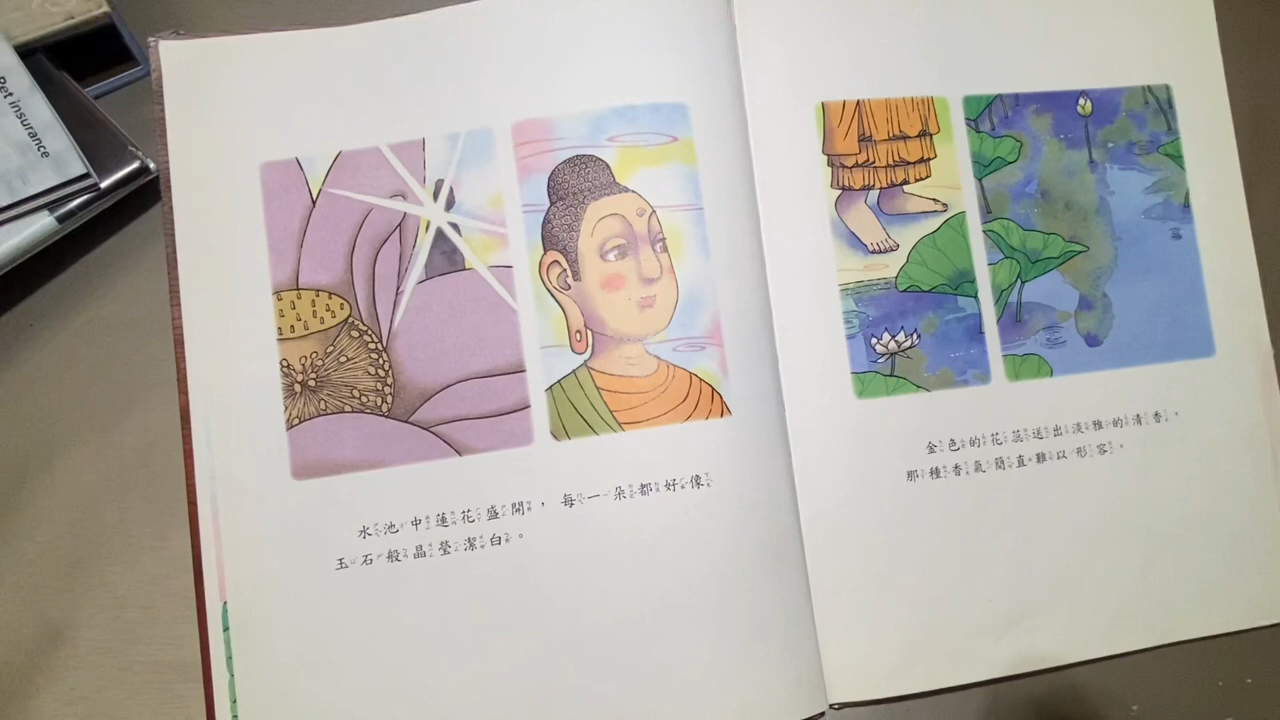 Pet insurance
水池中蓮花盛開，每一朵都好像
玉石般晶瑩潔白。
金色的花蕊送出淡雅的清香，
那種香氣簡直難以形容。